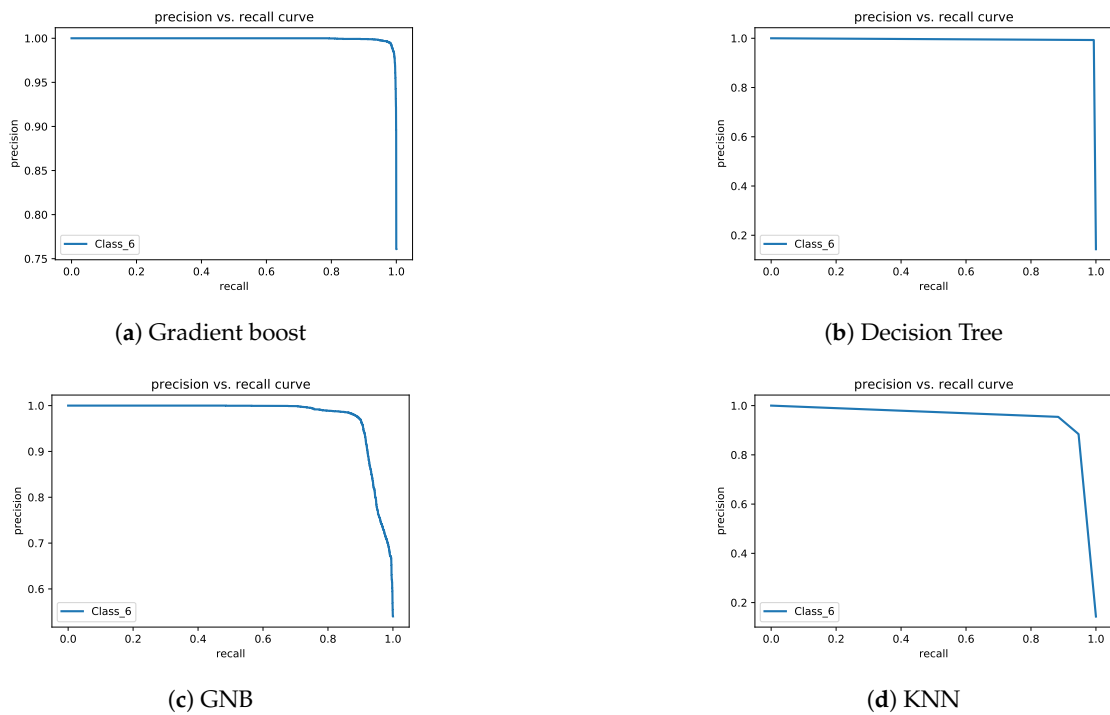 precision vs. recall curve
1.00
0.95
0.90
0.85
0.80
0.75
precision
Class_6
0.0 0.2 0.4 0.6 0.8 1.0
recall
(a) Gradient boost
precision vs. recall curve
1.0
0.8
0.6
0.4
0.2
precision
Class_6
0.0 0.2 0.4 0.6 0.8 1.0
recall
(b) Decision Tree
precision vs. recall curve
1.0
0.9
0.8
0.7
0.6
precision
Class_6
0.0 0.2 0.4 0.6 0.8 1.0
recall
(c) GNB
precision vs. recall curve
1.0
0.8
0.6
0.4
0.2
precision
Class_6
0.0 0.2 0.4 0.6 0.8 1.0
recall
(d) KNN